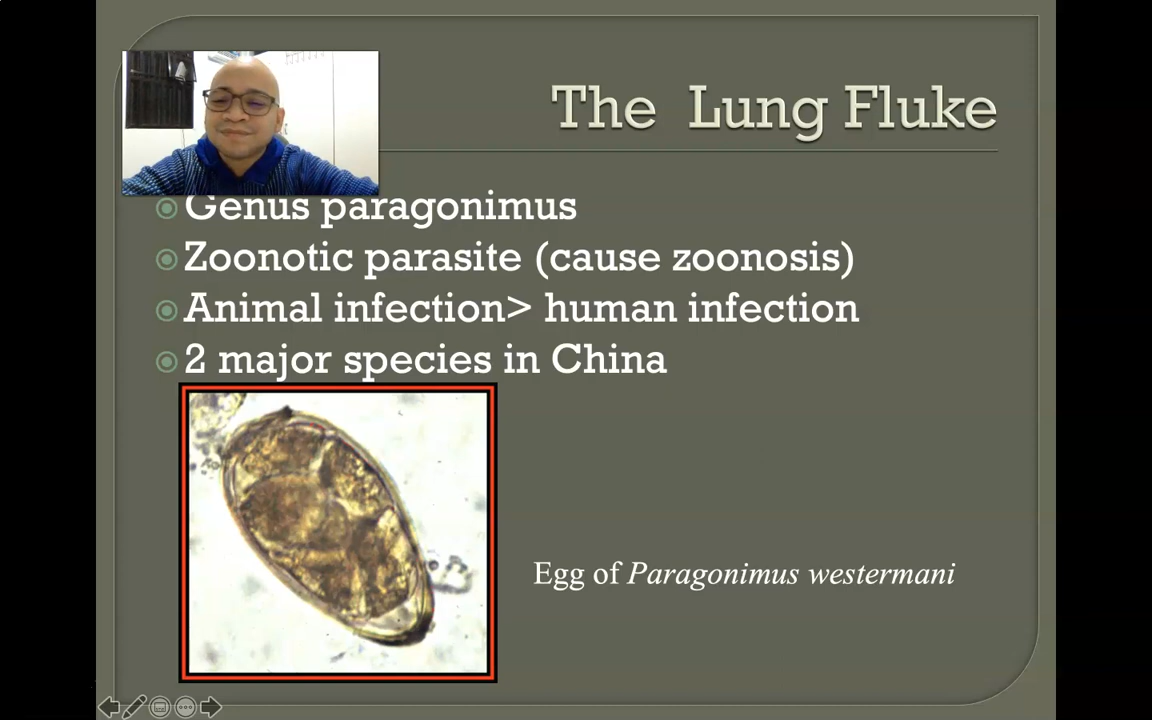 The Lung Fluke
Genus paragonimus
Zoonotic parasite (cause zoonosis)
Animal infection> human infection
2 major species in China
Egg of Paragonimus westermani